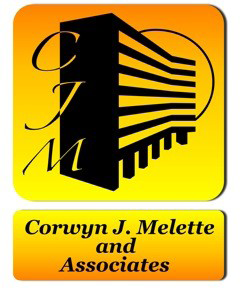 C
J
M
Corwyn J. Melette
and
Associates